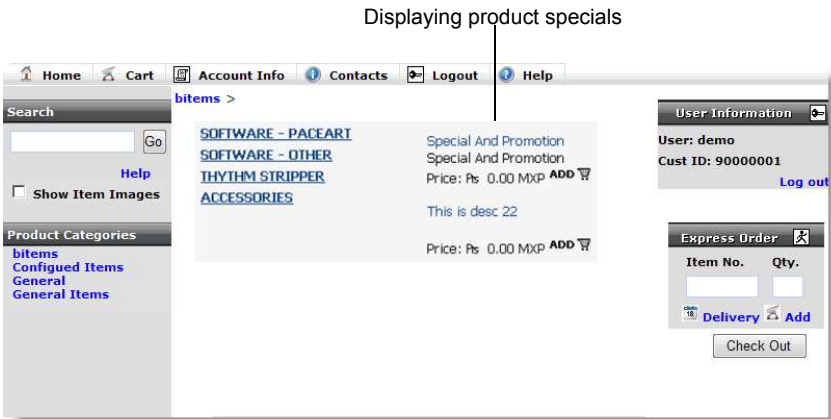 Displaying product specials
Home Cart Account Info Contacts Logout Help
Search
Go
Help
Show Item Images
Product Categories
bitems
Configued Items
General
General Items
bitems >
SOFTWARE - PACEART
SOFTWARE - OTHER
THYTHM STRIPPER
ACCESSORIES
Special And Promotion
Special And Promotion
Price: ₨ 0.00 MXP ADD
This is desc 22
Price: ₨ 0.00 MXP ADD
User Information
User: demo
Cust ID: 90000001
Log out
Express Order
Item No. Qty.
18 Delivery Add
Check Out